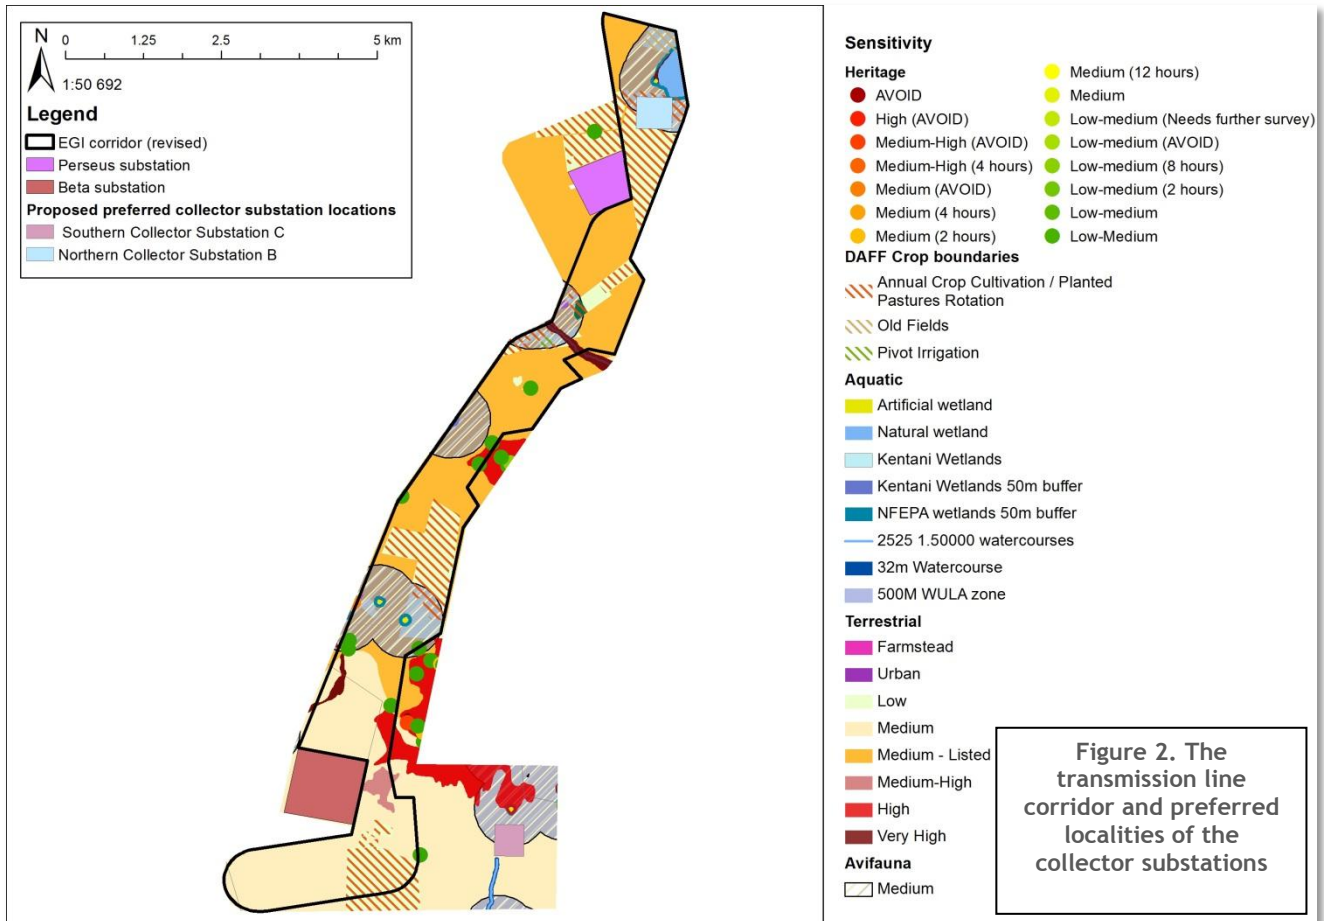 N
0 1.25 2.5 5 km
1:50 692
Legend
EGI corridor (revised)
Perseus substation
Beta substation
Proposed preferred collector substation locations
Southern Collector Substation C
Northern Collector Substation B
Sensitivity
Heritage
AVOID
High (AVOID)
Medium-High (AVOID)
Medium-High (4 hours)
Medium (AVOID)
Medium (4 hours)
Medium (2 hours)
Medium (12 hours)
Medium
Low-medium (Needs further survey)
Low-medium (AVOID)
Low-medium (8 hours)
Low-medium (2 hours)
Low-medium
Low-Medium
DAFF Crop boundaries
Annual Crop Cultivation / Planted
Pastures Rotation
Old Fields
Pivot Irrigation
Aquatic
Artificial wetland
Natural wetland
Kentani Wetlands
Kentani Wetlands 50m buffer
NFEPA wetlands 50m buffer
2525 1.50000 watercourses
32m Watercourse
500M WULA zone
Terrestrial
Farmstead
Urban
Low
Medium
Medium - Listed
Medium-High
High
Very High
Avifauna
Medium
Figure 2. The
transmission line
corridor and preferred
localities of the
collector substations